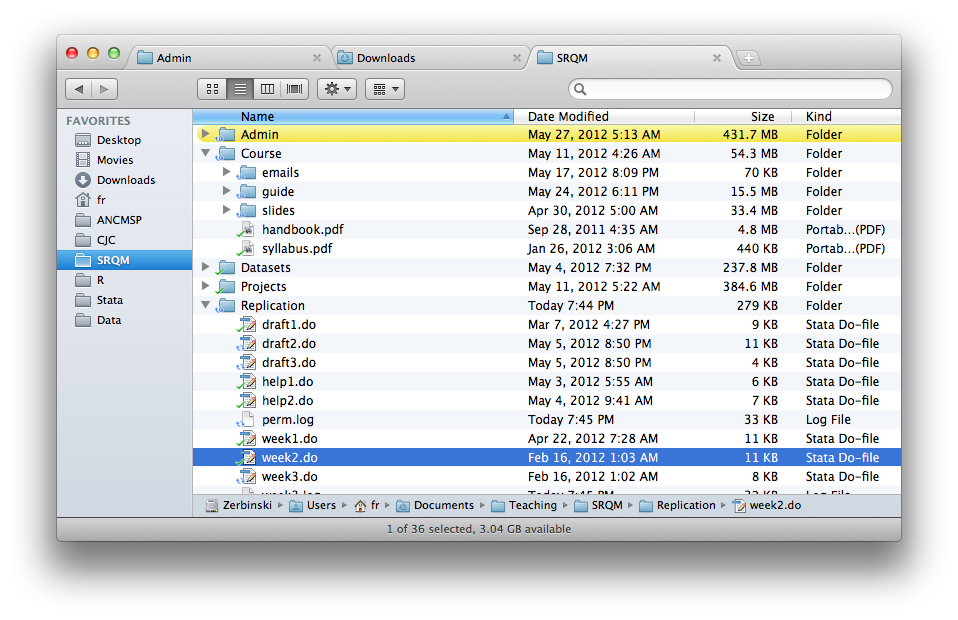 Admin Downloads SRQM
FAVORITES
Desktop
Movies
Downloads
fr
ANCMSP
CJC
SRQM
R
Stata
Data
Name Date Modified Size Kind
Admin May 27, 2012 5:13 AM 431.7 MB Folder
Course May 11, 2012 4:26 AM 54.3 MB Folder
emails May 17, 2012 8:09 PM 70 KB Folder
guide May 24, 2012 6:11 PM 15.5 MB Folder
slides Apr 30, 2012 5:00 AM 33.4 MB Folder
handbook.pdf Sep 28, 2011 4:35 AM 4.8 MB Portab...(PDF)
syllabus.pdf Jan 26, 2012 3:06 AM 440 KB Portab...(PDF)
Datasets May 4, 2012 7:32 PM 237.8 MB Folder
Projects May 11, 2012 5:22 AM 384.6 MB Folder
Replication Today 7:44 PM 279 KB Folder
draft1.do Mar 7, 2012 4:27 PM 9 KB Stata Do-file
draft2.do May 5, 2012 8:50 PM 11 KB Stata Do-file
draft3.do May 5, 2012 8:50 PM 4 KB Stata Do-file
help1.do May 3, 2012 5:55 AM 6 KB Stata Do-file
help2.do May 4, 2012 9:41 AM 7 KB Stata Do-file
perm.log Today 7:45 PM 33 KB Log File
week1.do Apr 22, 2012 7:28 AM 11 KB Stata Do-file
week2.do Feb 16, 2012 1:03 AM 11 KB Stata Do-file
week3.do Feb 16, 2012 1:02 AM 8 KB Stata Do-file
Zerbinski Users fr Documents Teaching SRQM Replication week2.do
1 of 36 selected, 3.04 GB available